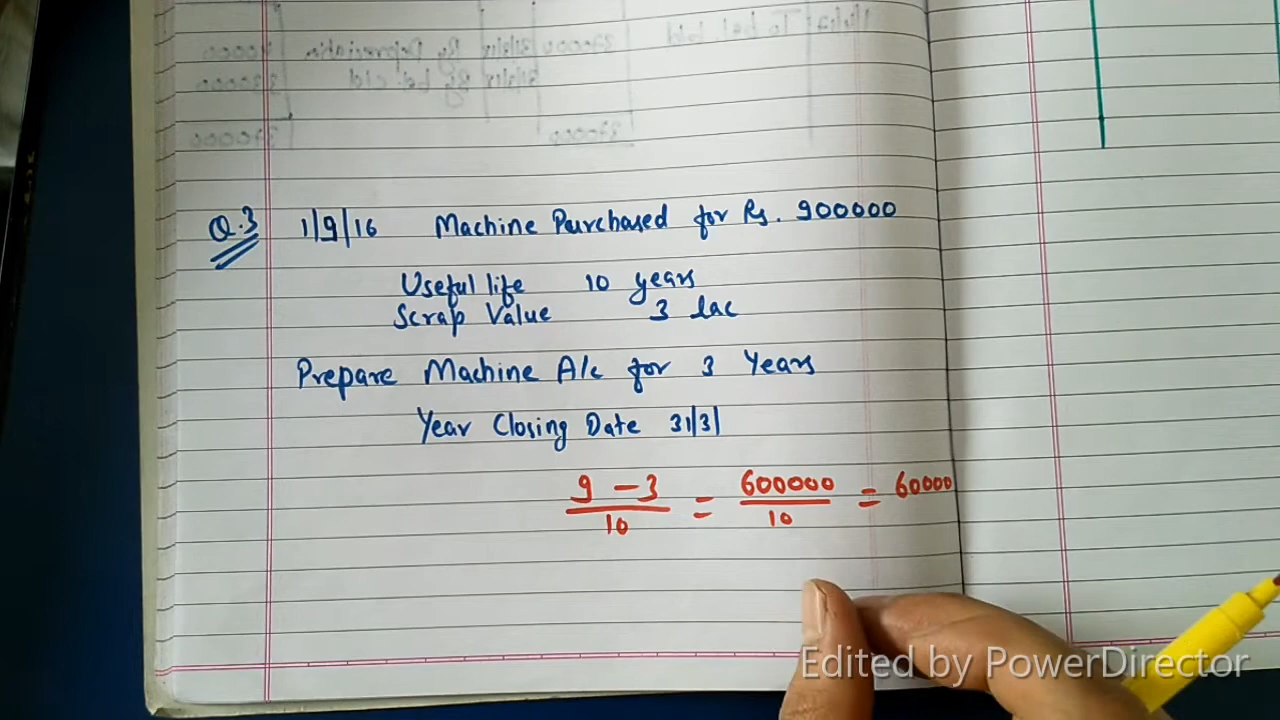 Q.3 1/9/16 Machine Purchased for Rs. 900000
Useful life 10 years
Scrap Value 3 lac
Prepare Machine A/c for 3 Years
Year Closing Date 31/3/
9 - 3 / 10 = 600000 / 10 = 60000
Edited by PowerDirector